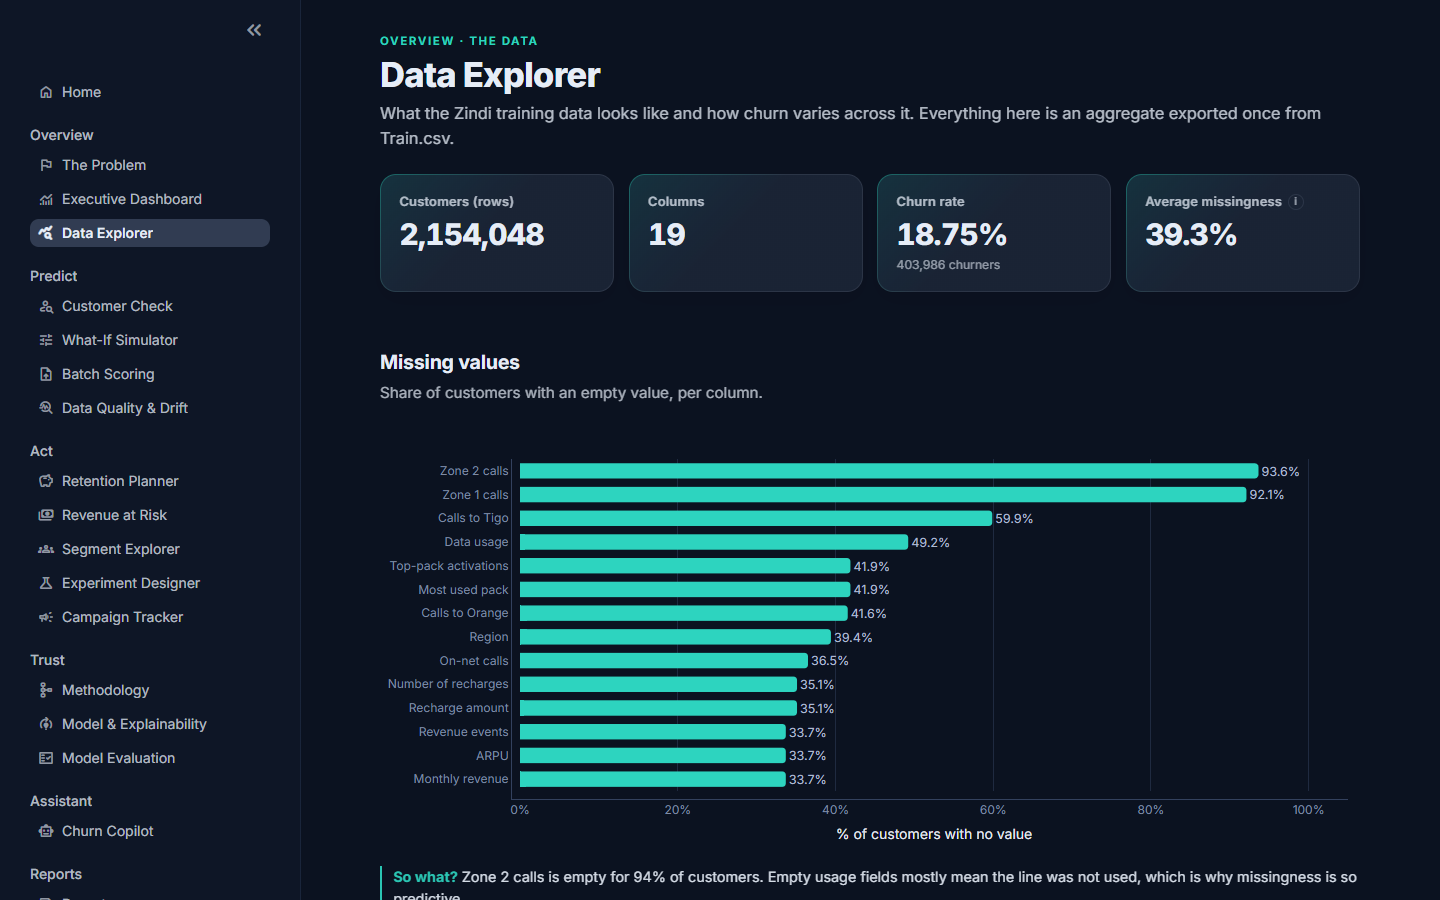 Home
Overview
The Problem
Executive Dashboard
Data Explorer
Predict
Customer Check
What-If Simulator
Batch Scoring
Data Quality & Drift
Act
Retention Planner
Revenue at Risk
Segment Explorer
Experiment Designer
Campaign Tracker
Trust
Methodology
Model & Explainability
Model Evaluation
Assistant
Churn Copilot
Reports
OVERVIEW · THE DATA
Data Explorer
What the Zindi training data looks like and how churn varies across it. Everything here is an aggregate exported once from
Train.csv.
Customers (rows)
2,154,048
Columns
19
Churn rate
18.75%
403,986 churners
Average missingness i
39.3%
Missing values
Share of customers with an empty value, per column.
Zone 2 calls 93.6%
Zone 1 calls 92.1%
Calls to Tigo 59.9%
Data usage 49.2%
Top-pack activations 41.9%
Most used pack 41.9%
Calls to Orange 41.6%
Region 39.4%
On-net calls 36.5%
Number of recharges 35.1%
Recharge amount 35.1%
Revenue events 33.7%
ARPU 33.7%
Monthly revenue 33.7%
0% 20% 40% 60% 80% 100%
% of customers with no value
So what? Zone 2 calls is empty for 94% of customers. Empty usage fields mostly mean the line was not used, which is why missingness is so
predictive.